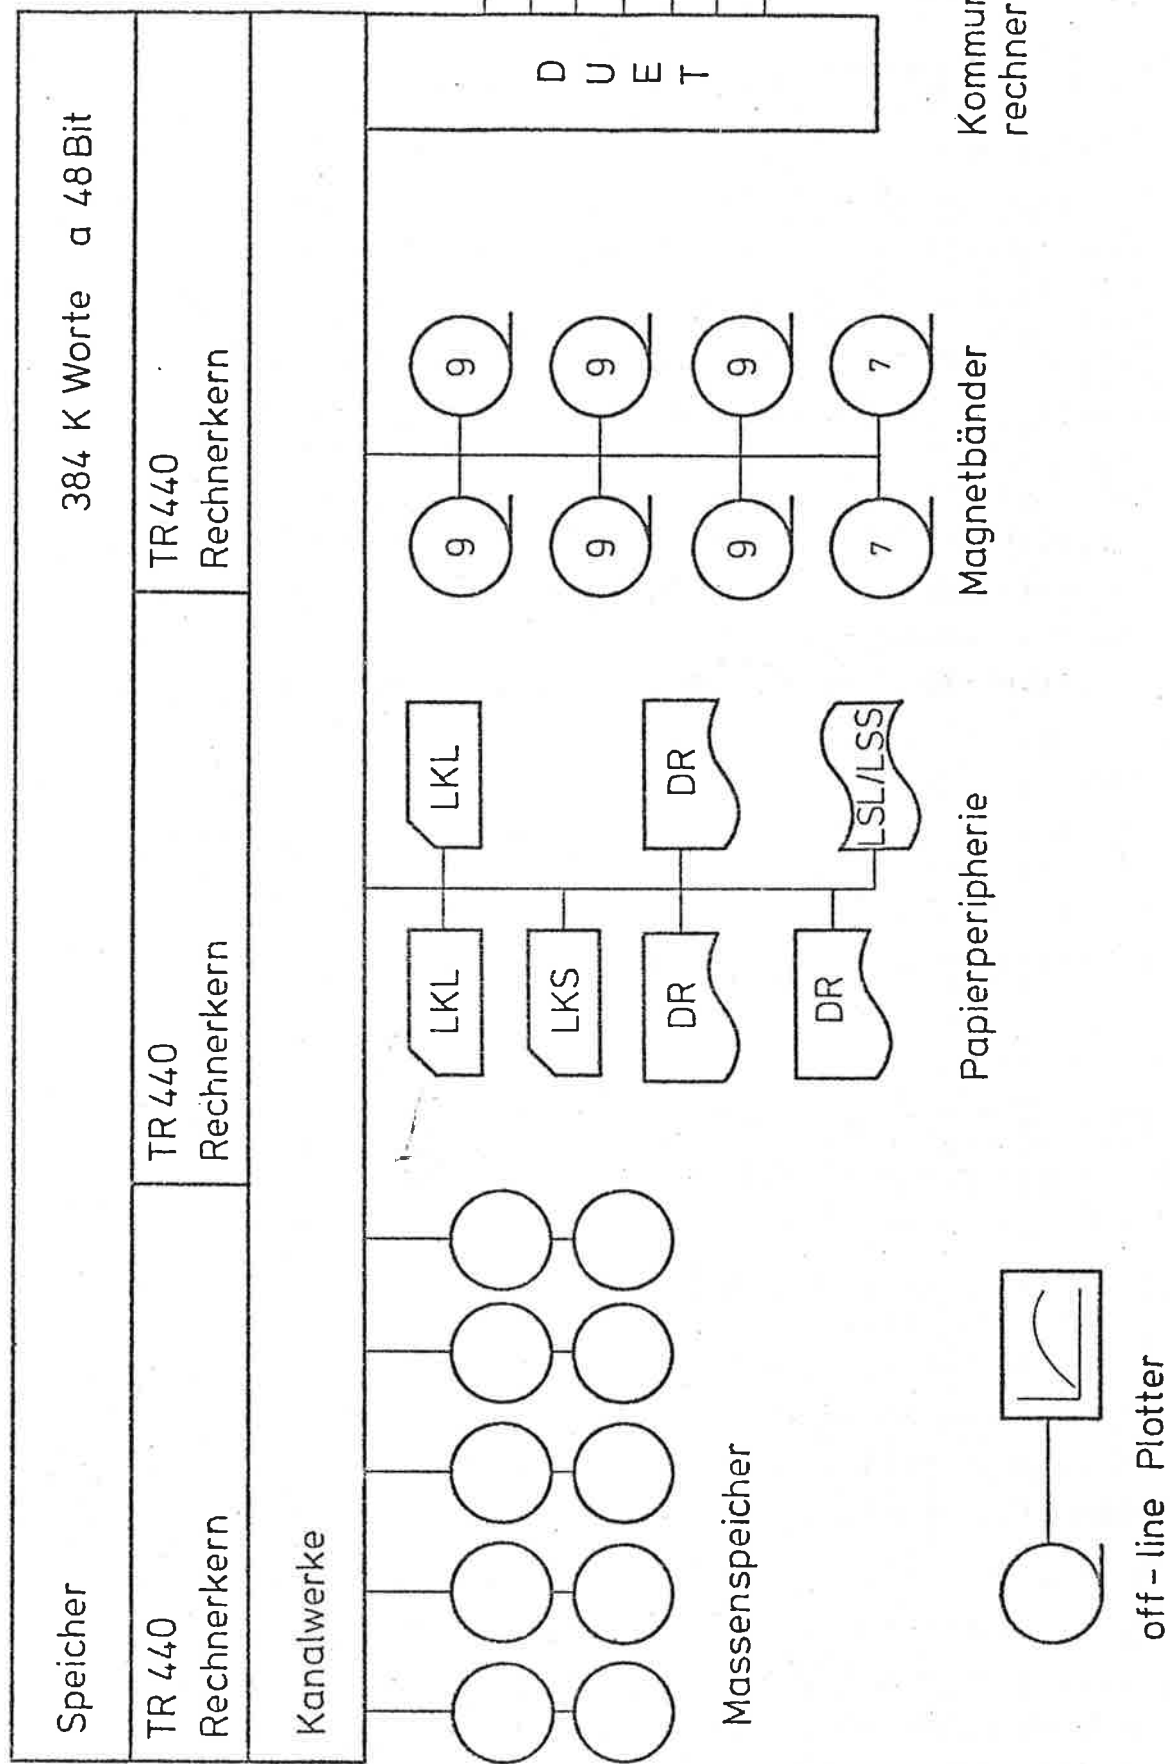 Speicher 384 K Worte a 48 Bit
TR 440
Rechnerkern
TR 440
Rechnerkern
TR 440
Rechnerkern
Kanalwerke
LKL
LKL
9
9
D
U
E
T
LKS
9
9
DR
DR
9
9
DR
LSL/LSS
7
7
Massenspeicher
Papierperipherie
Magnetbänder
rechner
off-line Plotter